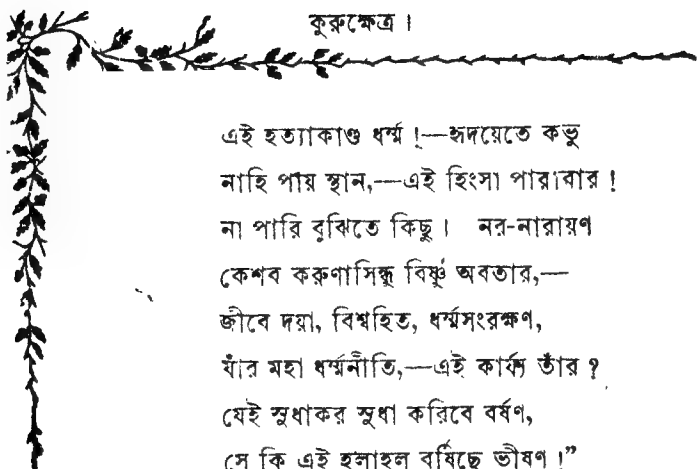 কুরুক্ষেত্র।
এই হত্যাকাণ্ড ধর্ম্ম !—হৃদয়েতে কভু
নাহি পায় স্থান,—এই হিংসা পারাবার !
না পারি বুঝিতে কিছু। নর-নারায়ণ
কেশব করুণাসিন্ধু বিষ্ণু অবতার,—
জীবে দয়া, বিশ্বহিত, ধর্ম্মসংরক্ষণ,
যাঁর মহা ধর্ম্মনীতি,—এই কার্য্য তাঁর ?
যেই সুধাকর সুধা করিবে বর্ষণ,
সে কি এই হলাহল বর্ষিছে ভীষণ !”